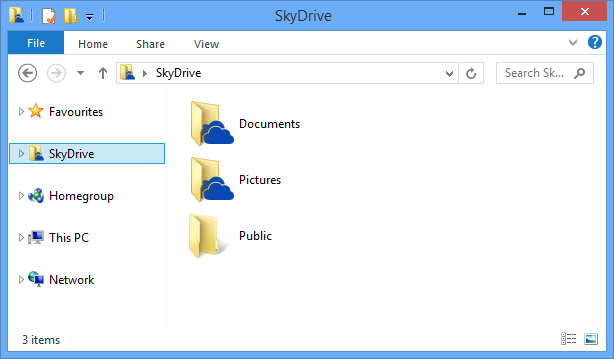 SkyDrive
File Home Share View
SkyDrive Search Sk...
Favourites
SkyDrive
Homegroup
This PC
Network
Documents
Pictures
Public
3 items